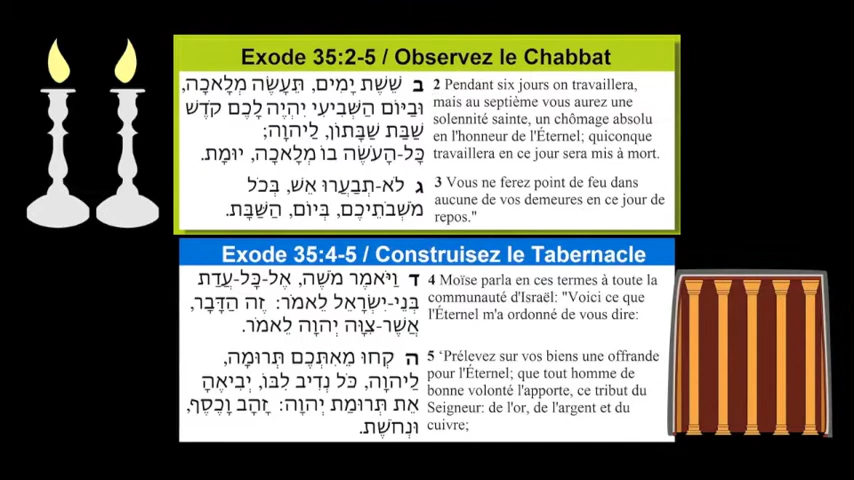 Exode 35:2-5 / Observez le Chabbat
ב שֵׁשֶׁת יָמִים, תֵּעָשֶׂה מְלָאכָה,
וּבַיּוֹם הַשְּׁבִיעִי יִהְיֶה לָכֶם קֹדֶשׁ
שַׁבַּת שַׁבָּתוֹן, לַיהוָה;
כָּל-הָעֹשֶׂה בוֹ מְלָאכָה, יוּמָת.
2 Pendant six jours on travaillera,
mais au septième vous aurez une
solennité sainte, un chômage absolu
en l'honneur de l'Éternel; quiconque
travaillera en ce jour sera mis à mort.
ג לֹא-תְבַעֲרוּ אֵשׁ, בְּכֹל
מֹשְׁבֹתֵיכֶם, בְּיוֹם, הַשַּׁבָּת.
3 Vous ne ferez point de feu dans
aucune de vos demeures en ce jour de
repos."
Exode 35:4-5 / Construisez le Tabernacle
ד וַיֹּאמֶר מֹשֶׁה, אֶל-כָּל-עֲדַת
בְּנֵי-יִשְׂרָאֵל לֵאמֹר: זֶה הַדָּבָר,
אֲשֶׁר-צִוָּה יְהוָה לֵאמֹר.
4 Moïse parla en ces termes à toute la
communauté d'Israël: "Voici ce que
l'Éternel m'a ordonné de vous dire:
ה קְחוּ מֵאִתְּכֶם תְּרוּמָה,
לַיהוָה, כֹּל נְדִיב לִבּוֹ, יְבִיאֶהָ
אֵת תְּרוּמַת יְהוָה: זָהָב וָכֶסֶף,
וּנְחֹשֶׁת.
5 ‘Prélevez sur vos biens une offrande
pour l'Éternel; que tout homme de
bonne volonté l'apporte, ce tribut du
Seigneur: de l'or, de l'argent et du
cuivre;